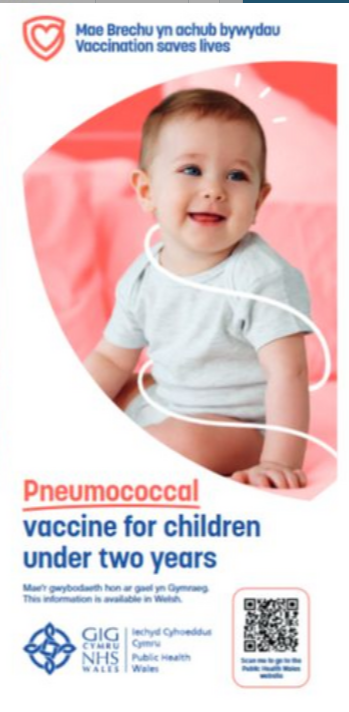 Mae Brechu yn achub bywydau
Vaccination saves lives
Pneumococcal
vaccine for children
under two years
Mae'r gwybodaeth hon ar gael yn Gymraeg.
This information is available in Welsh.
GIG
CYMRU
NHS
WALES
Iechyd Cyhoeddus
Cymru
Public Health
Wales
Scan me to go to the
Public Health Wales
website